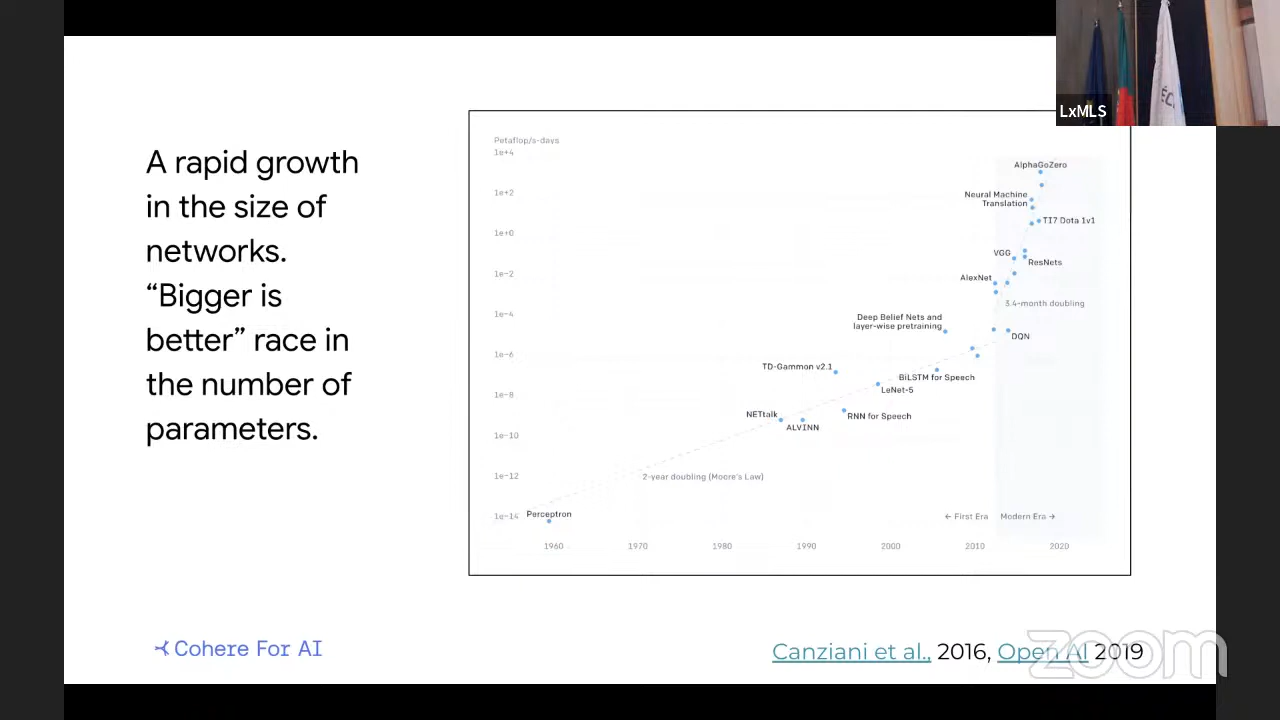 LxMLS
A rapid growth
in the size of
networks.
“Bigger is
better” race in
the number of
parameters.
Petaflop/s-days
1e+4
1e+2
1e+0
1e-2
1e-4
1e-6
1e-8
1e-10
1e-12
1e-14
AlphaGoZero
Neural Machine
Translation
TI7 Dota 1v1
VGG
ResNets
AlexNet
3.4-month doubling
Deep Belief Nets and
layer-wise pretraining
DQN
TD-Gammon v2.1
BiLSTM for Speech
LeNet-5
NETtalk
RNN for Speech
ALVINN
2-year doubling (Moore's Law)
Perceptron
← First Era
Modern Era →
1960
1970
1980
1990
2000
2010
2020
Cohere For AI
Canziani et al., 2016, Open AI 2019
zoom